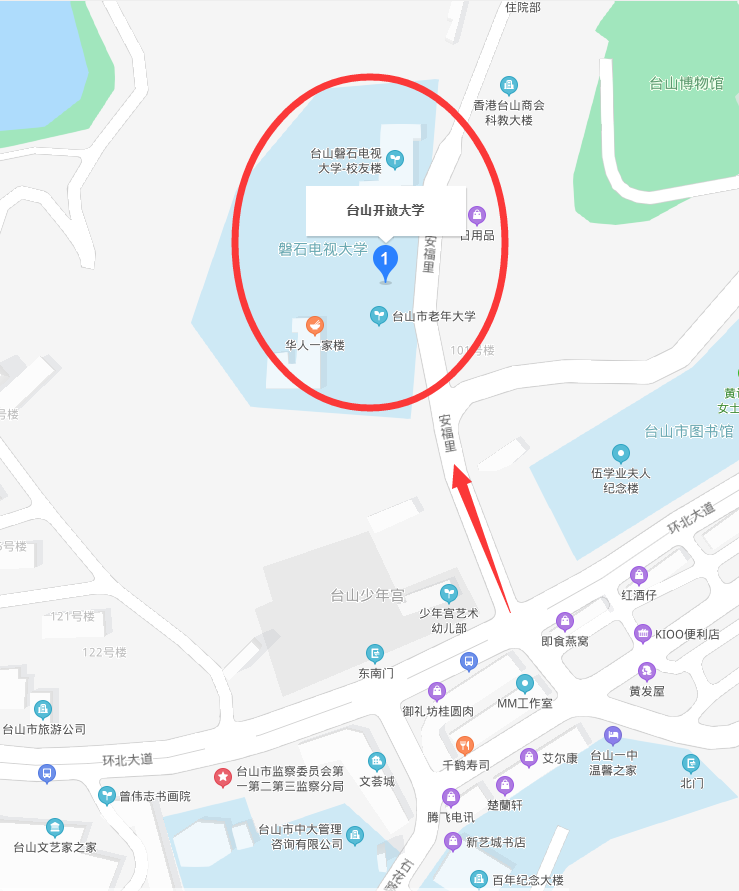 住院部
台山博物馆
香港台山商会
科教大楼
台山磐石电视
大学-校友楼
台山开放大学
日用品
安福里
磐石电视大学
1
台山市老年大学
华人一家楼
101号楼
号楼
安福里
台山市图书馆
伍学业夫人
纪念楼
女士
环北大道
5号楼
台山少年宫
少年宫艺术
幼儿部
红酒仔
121号楼
即食燕窝
KIOO便利店
122号楼
东南门
黄发屋
御礼坊桂圆肉
MM工作室
台山市旅游公司
环北大道
千鹤寿司
艾尔康
台山一中
温馨之家
台山市监察委员会第
一第二第三监察分局
文荟城
北门
曾伟志书画院
楚蘭轩
腾飞电讯
台山市中大管理
咨询有限公司
新艺城书店
台山文艺家之家
百年纪念大楼